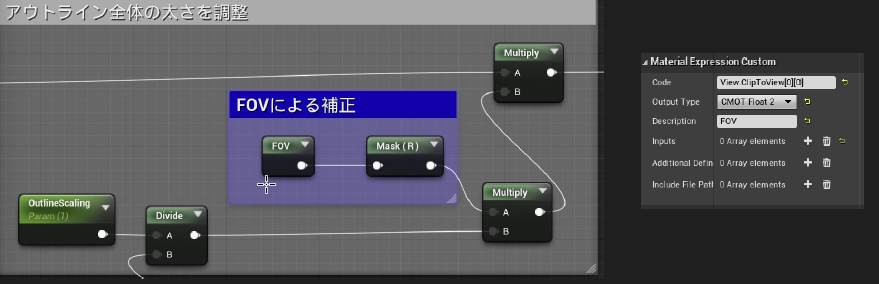 アウトライン全体の太さを調整
Multiply
A
B
FOVによる補正
FOV
Mask ( R )
OutlineScaling
Param (1)
Divide
A
B
Multiply
A
B
Material Expression Custom
Code
View.ClipToView[0][0]
Output Type
CMOT Float 2
Description
FOV
Inputs
0 Array elements
Additional Defin
0 Array elements
Include File Path
0 Array elements